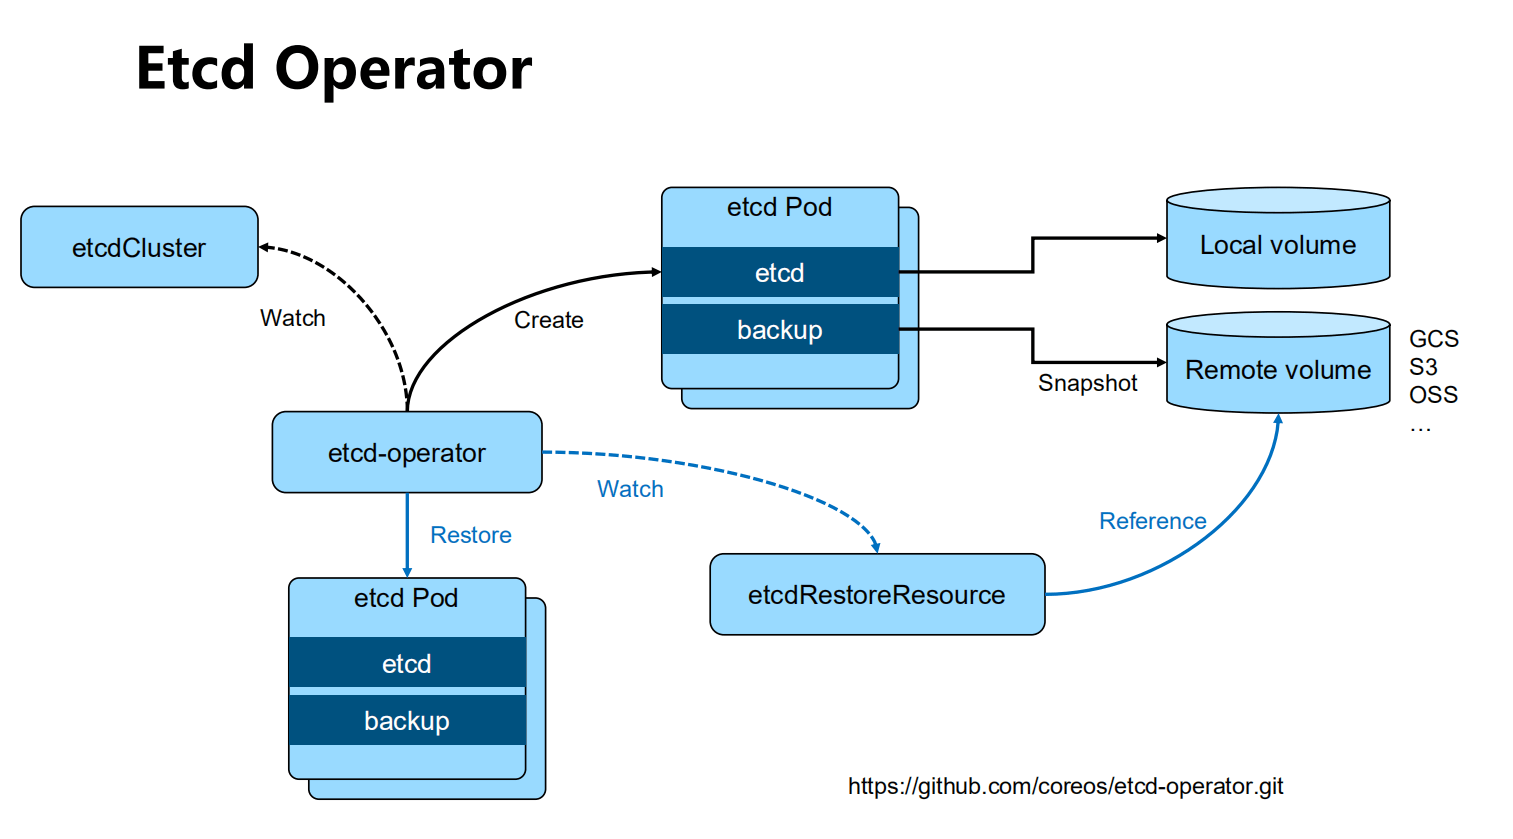 Etcd Operator
etcdCluster
Watch
Create
etcd Pod
etcd
backup
Local volume
Remote volume
Snapshot
GCS
S3
OSS
…
etcd-operator
Watch
Restore
Reference
etcdRestoreResource
etcd Pod
etcd
backup
https://github.com/coreos/etcd-operator.git